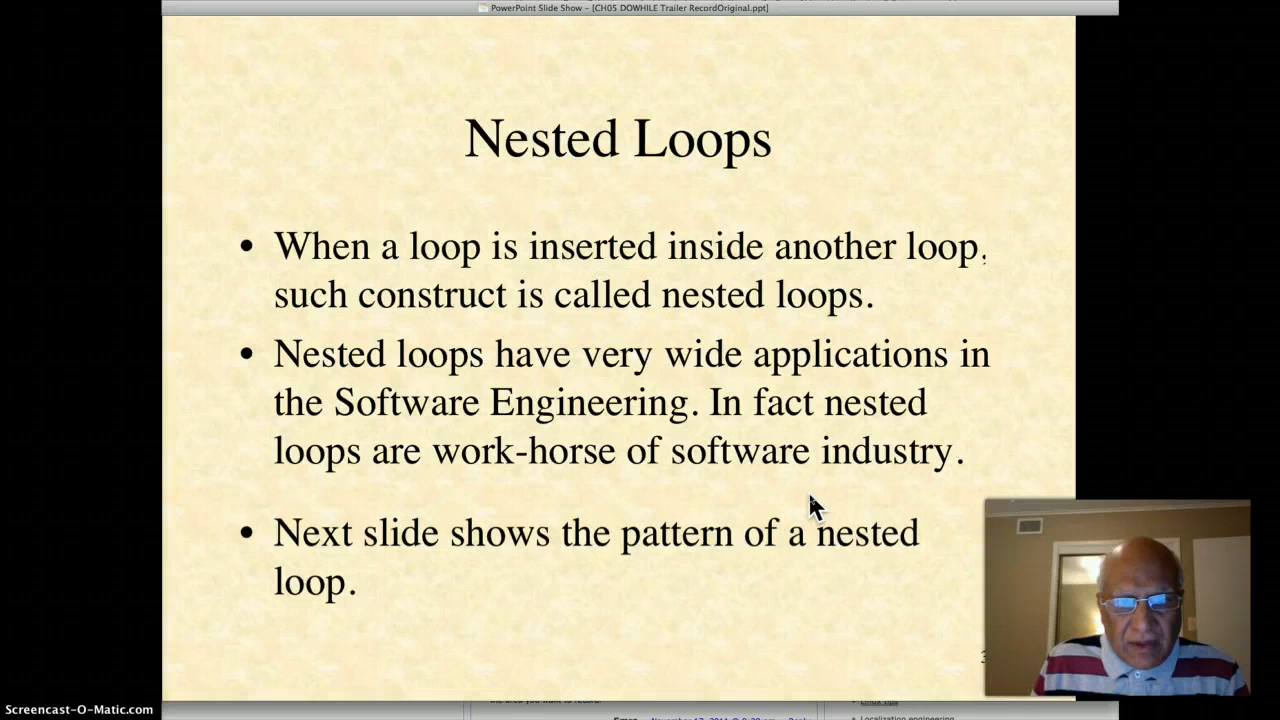 PowerPoint Slide Show – [CH05 DOWHILE Trailer RecordOriginal.ppt]
Nested Loops
• When a loop is inserted inside another loop,
such construct is called nested loops.
• Nested loops have very wide applications in
the Software Engineering. In fact nested
loops are work-horse of software industry.
• Next slide shows the pattern of a nested
loop.
Screencast-O-Matic.com
Localization engineering